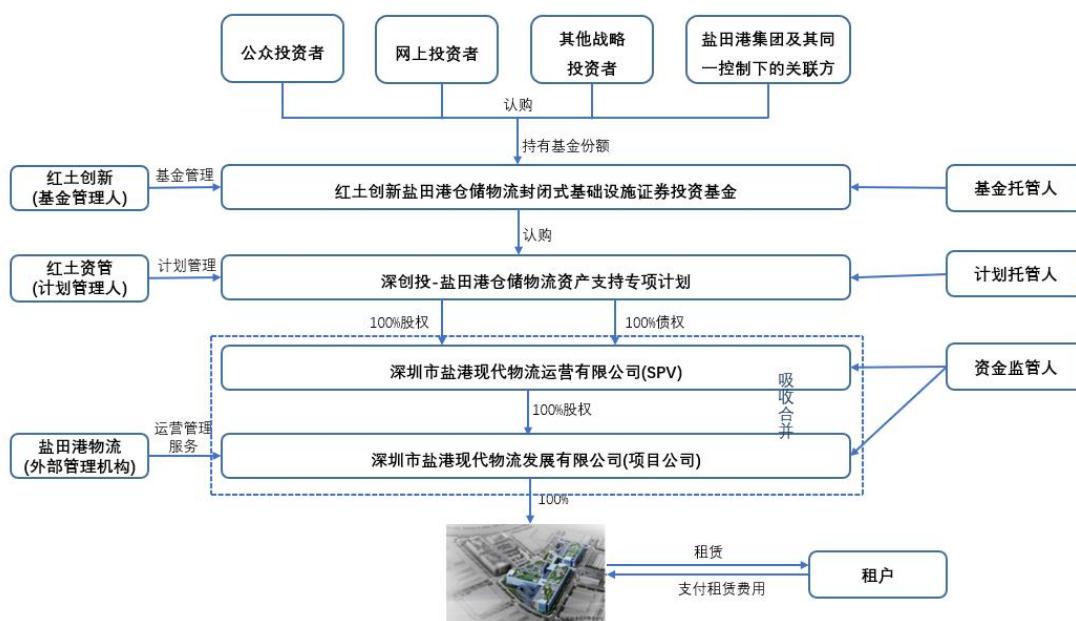 公众投资者
网上投资者
其他战略
投资者
盐田港集团及其同
一控制下的关联方
认购
持有基金份额
红土创新
(基金管理人)
基金管理
红土创新盐田港仓储物流封闭式基础设施证券投资基金
基金托管人
认购
红土资管
(计划管理人)
计划管理
深创投-盐田港仓储物流资产支持专项计划
计划托管人
100%股权
100%债权
深圳市盐港现代物流运营有限公司(SPV)
资金监管人
吸收合并
100%股权
盐田港物流
(外部管理机构)
运营管理
服务
深圳市盐港现代物流发展有限公司(项目公司)
100%
租赁
支付租赁费用
租户